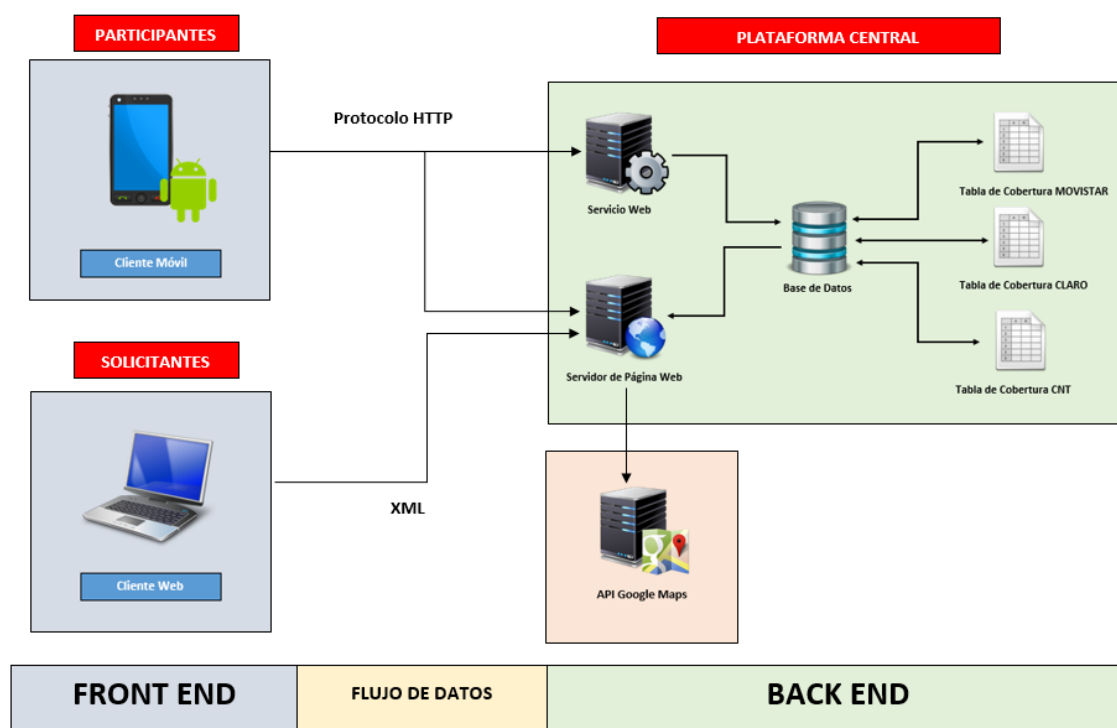 PARTICIPANTES
PLATAFORMA CENTRAL
Protocolo HTTP
Cliente Móvil
Servicio Web
Tabla de Cobertura MOVISTAR
Base de Datos
Tabla de Cobertura CLARO
SOLICITANTES
Servidor de Página Web
Tabla de Cobertura CNT
XML
Cliente Web
API Google Maps
FRONT END
FLUJO DE DATOS
BACK END